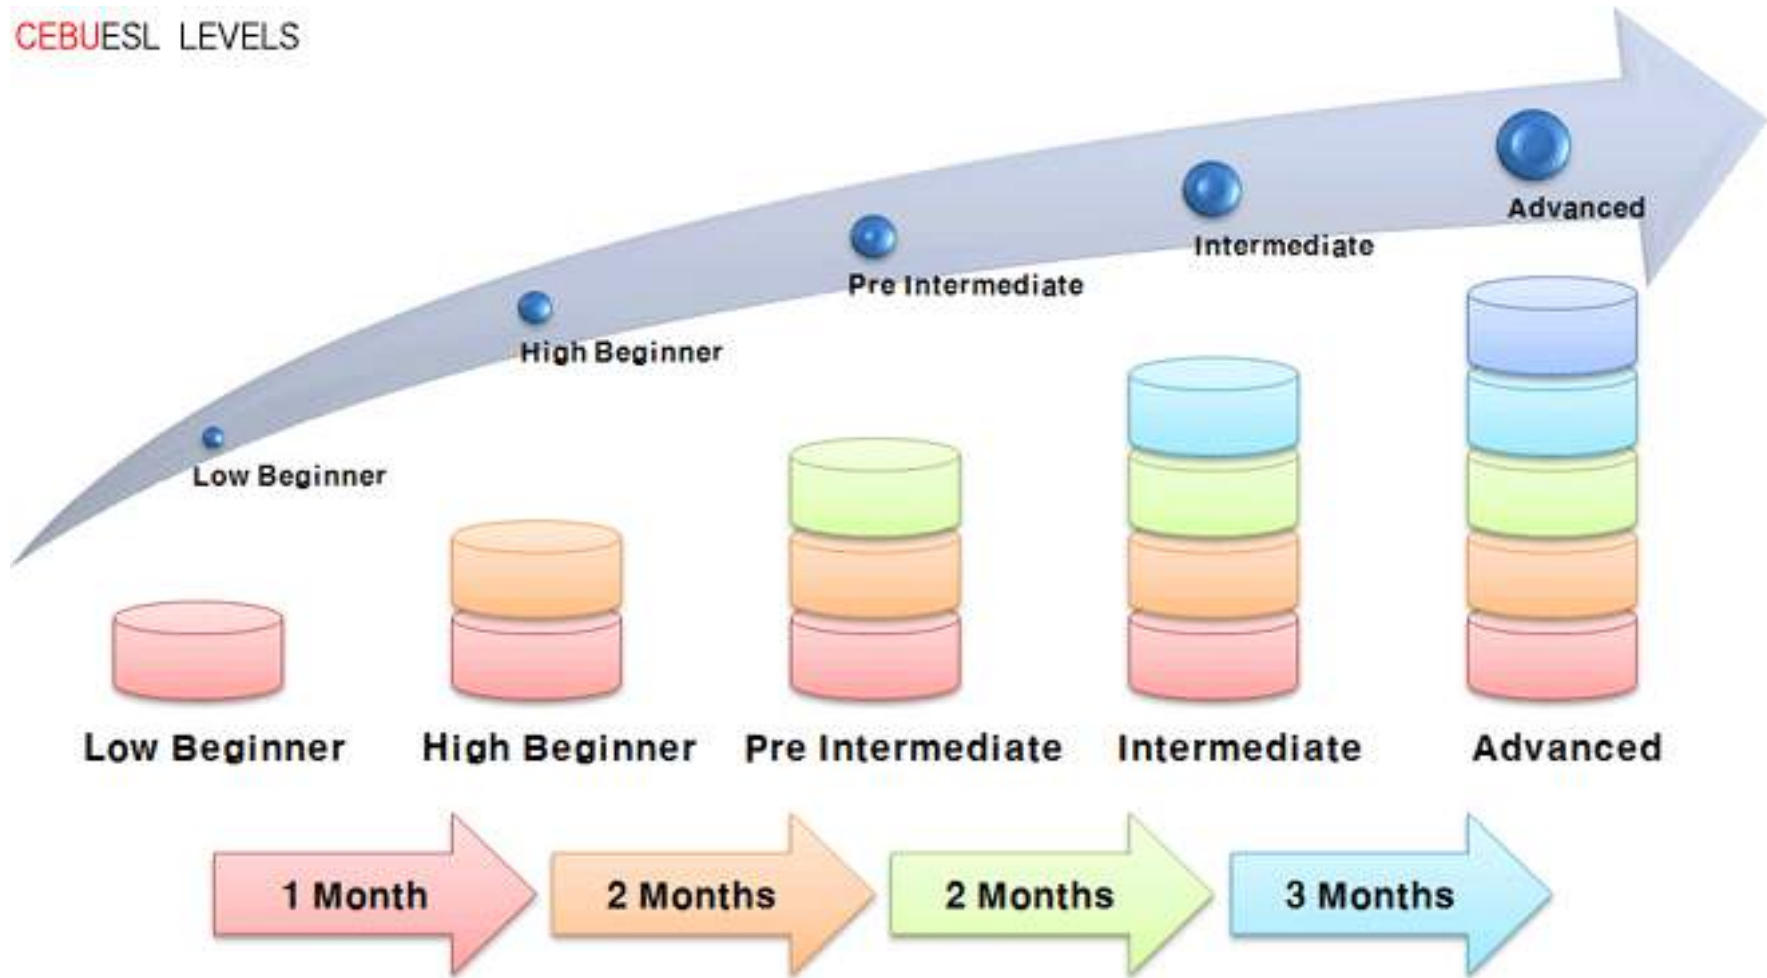 CEBUESL LEVELS
Advanced
Intermediate
Pre Intermediate
High Beginner
Low Beginner
Low Beginner High Beginner Pre Intermediate Intermediate Advanced
1 Month 2 Months 2 Months 3 Months